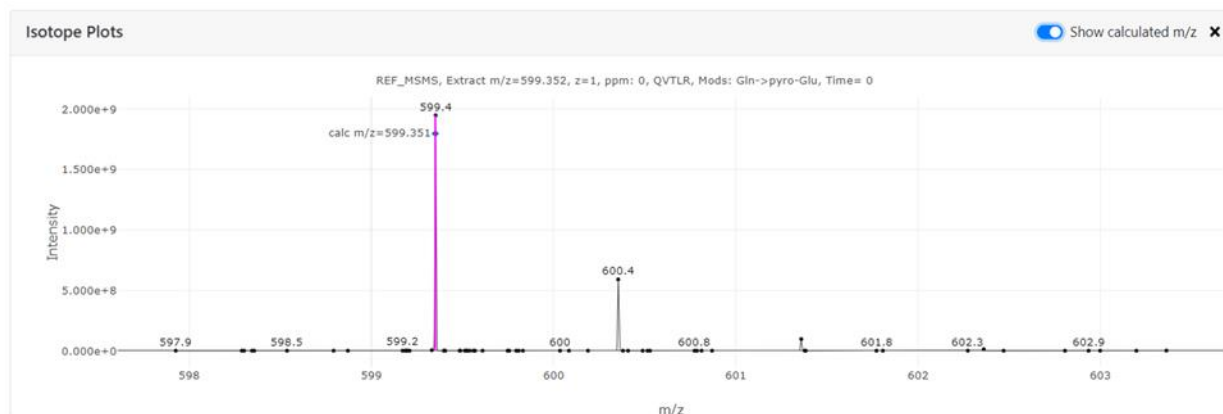 Isotope Plots
Show calculated m/z ×
REF_MSMS, Extract m/z=599.352, z=1, ppm: 0, QVTLR, Mods: Gln->pyro-Glu, Time= 0
2.000e+9
599.4
calc m/z=599.351
1.500e+9
1.000e+9
Intensity
600.4
5.000e+8
597.9 598.5 599.2 600 600.8 601.8 602.3 602.9
0.000e+0
598 599 600 601 602 603
m/z